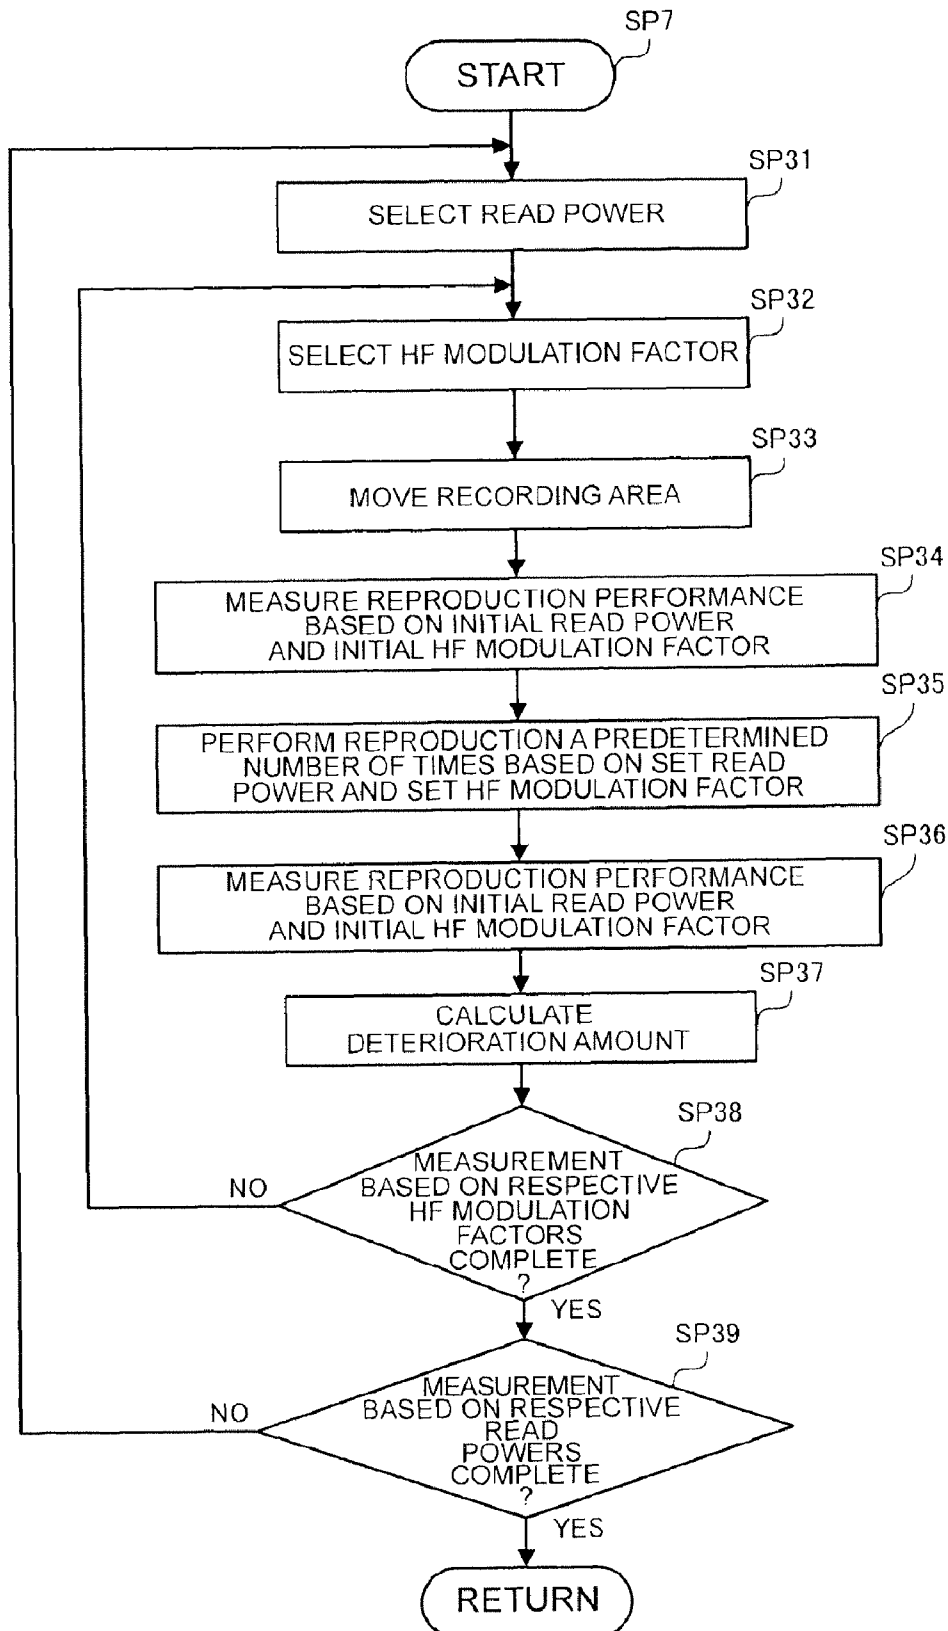 SP7
START
SP31
SELECT READ POWER
SP32
SELECT HF MODULATION FACTOR
SP33
MOVE RECORDING AREA
SP34
MEASURE REPRODUCTION PERFORMANCE
BASED ON INITIAL READ POWER
AND INITIAL HF MODULATION FACTOR
SP35
PERFORM REPRODUCTION A PREDETERMINED
NUMBER OF TIMES BASED ON SET READ
POWER AND SET HF MODULATION FACTOR
SP36
MEASURE REPRODUCTION PERFORMANCE
BASED ON INITIAL READ POWER
AND INITIAL HF MODULATION FACTOR
SP37
CALCULATE
DETERIORATION AMOUNT
SP38
MEASUREMENT
BASED ON RESPECTIVE
HF MODULATION
FACTORS
COMPLETE
?
NO
YES
SP39
MEASUREMENT
BASED ON RESPECTIVE
READ
POWERS
COMPLETE
?
NO
YES
RETURN